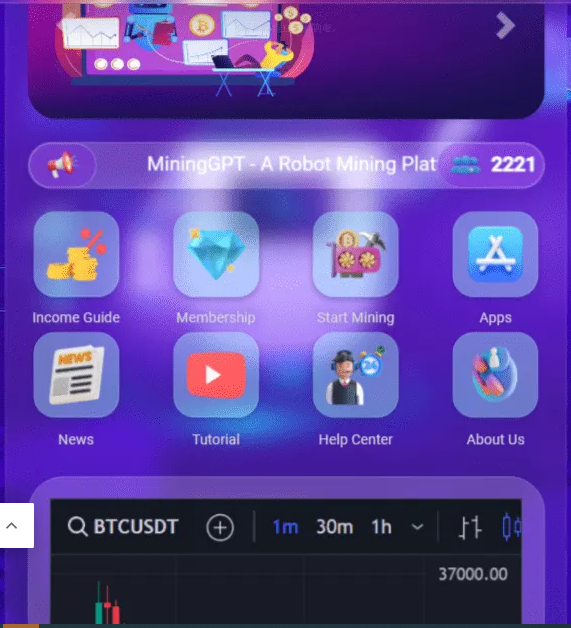 MiningGPT - A Robot Mining Plat
2221
Income Guide
Membership
Start Mining
Apps
NEWS
News
Tutorial
Help Center
About Us
BTCUSDT
1m 30m 1h
37000.00